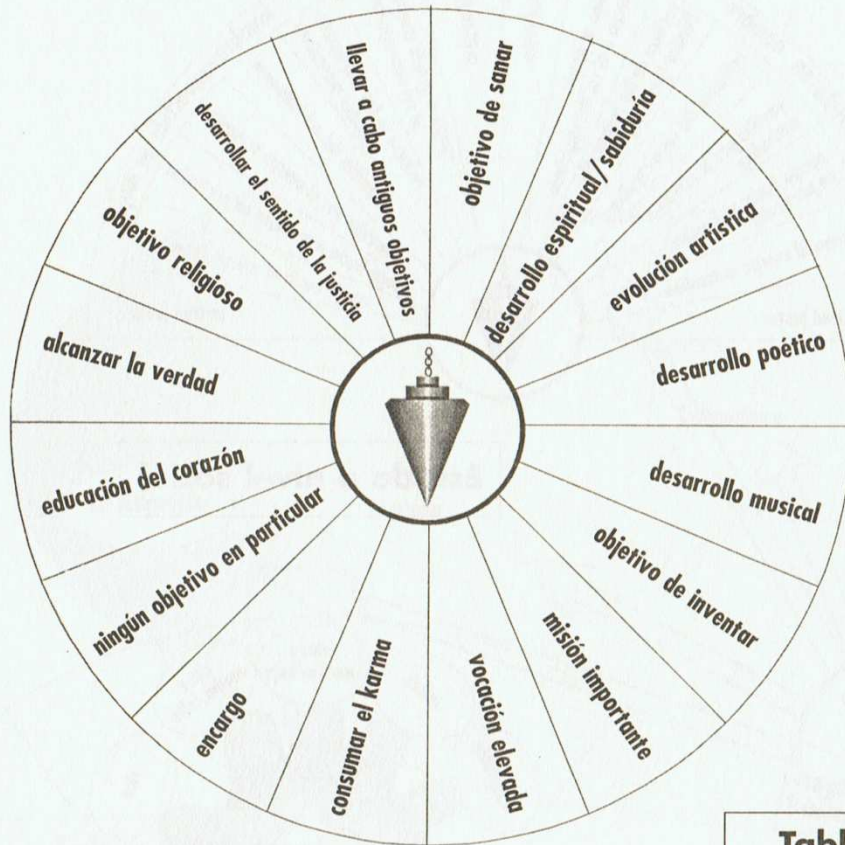 objetivo de sanar
desarrollo espiritual/sabiduría
evolución artística
desarrollo poético
desarrollo musical
objetivo de inventar
misión importante
vocación elevada
consumar el karma
encargo
ningún objetivo en particular
educación del corazón
alcanzar la verdad
objetivo religioso
desarrollar el sentido de la justicia
llevar a cabo antiguos objetivos